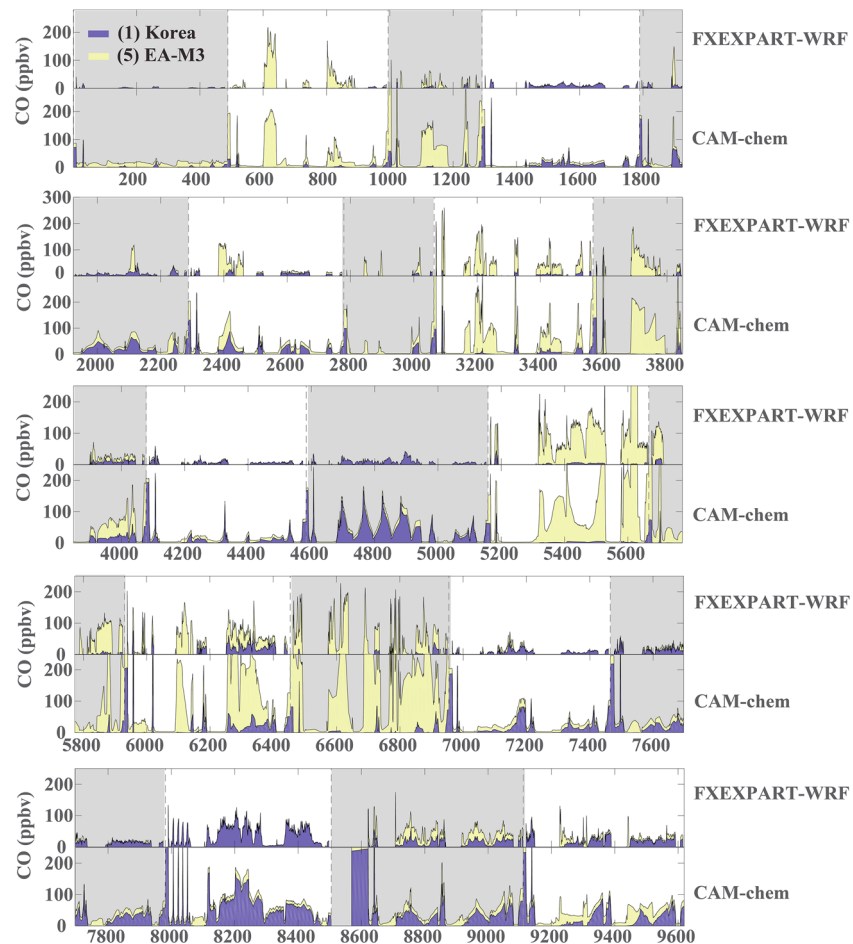 CO (ppbv)
200
100
0
200
100
0
(1) Korea
(5) EA-M3
FXEXPART-WRF
CAM-chem
200 400 600 800 1000 1200 1400 1600 1800
CO (ppbv)
300
200
100
0
200
100
0
FXEXPART-WRF
CAM-chem
2000 2200 2400 2600 2800 3000 3200 3400 3600 3800
CO (ppbv)
200
100
0
200
100
0
FXEXPART-WRF
CAM-chem
4000 4200 4400 4600 4800 5000 5200 5400 5600
CO (ppbv)
200
100
0
200
100
0
FXEXPART-WRF
CAM-chem
5800 6000 6200 6400 6600 6800 7000 7200 7400 7600
CO (ppbv)
200
100
0
200
100
0
FXEXPART-WRF
CAM-chem
7800 8000 8200 8400 8600 8800 9000 9200 9400 9600